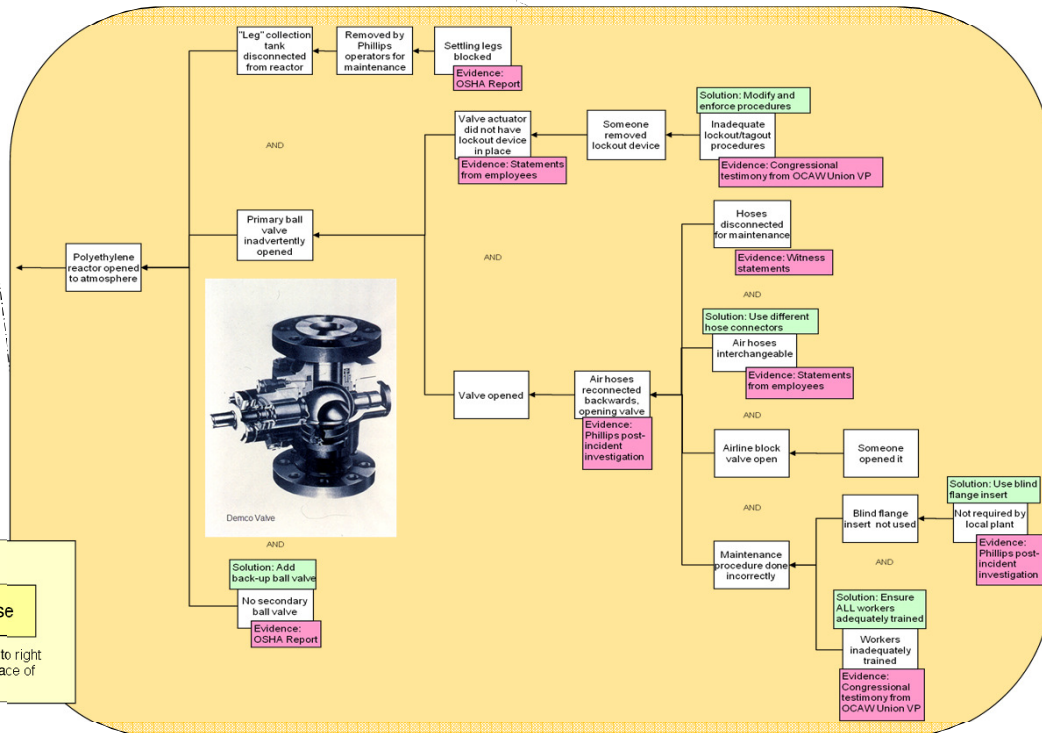 "Leg" collection
tank
disconnected
from reactor
Removed by
Phillips
operators for
maintenance
Settling legs
blocked
Evidence:
OSHA Report
AND
Solution: Modify and
enforce procedures
Valve actuator
did not have
lockout device
in place
Evidence: Statements
from employees
Someone
removed
lockout device
Inadequate
lockout/tagout
procedures
Evidence: Congressional
testimony from OCAW Union VP
Primary ball
valve
inadvertently
opened
Polyethylene
reactor opened
to atmosphere
AND
Hoses
disconnected
for maintenance
Evidence: Witness
statements
AND
Solution: Use different
hose connectors
Air hoses
interchangeable
Evidence: Statements
from employees
Valve opened
Air hoses
reconnected
backwards,
opening valve
Evidence:
Phillips post-
incident
investigation
AND
Airline block
valve open
Someone
opened it
AND
Solution: Use blind
flange insert
Blind flange
insert not used
Not required by
local plant
Evidence:
Phillips post-
incident
investigation
Demco Valve
AND
Maintenance
procedure done
incorrectly
AND
Solution: Add
back-up ball valve
No secondary
ball valve
Evidence:
OSHA Report
Solution: Ensure
ALL workers
adequately trained
Workers
inadequately
trained
Evidence:
Congressional
testimony from
OCAW Union VP
se
to right
ace of